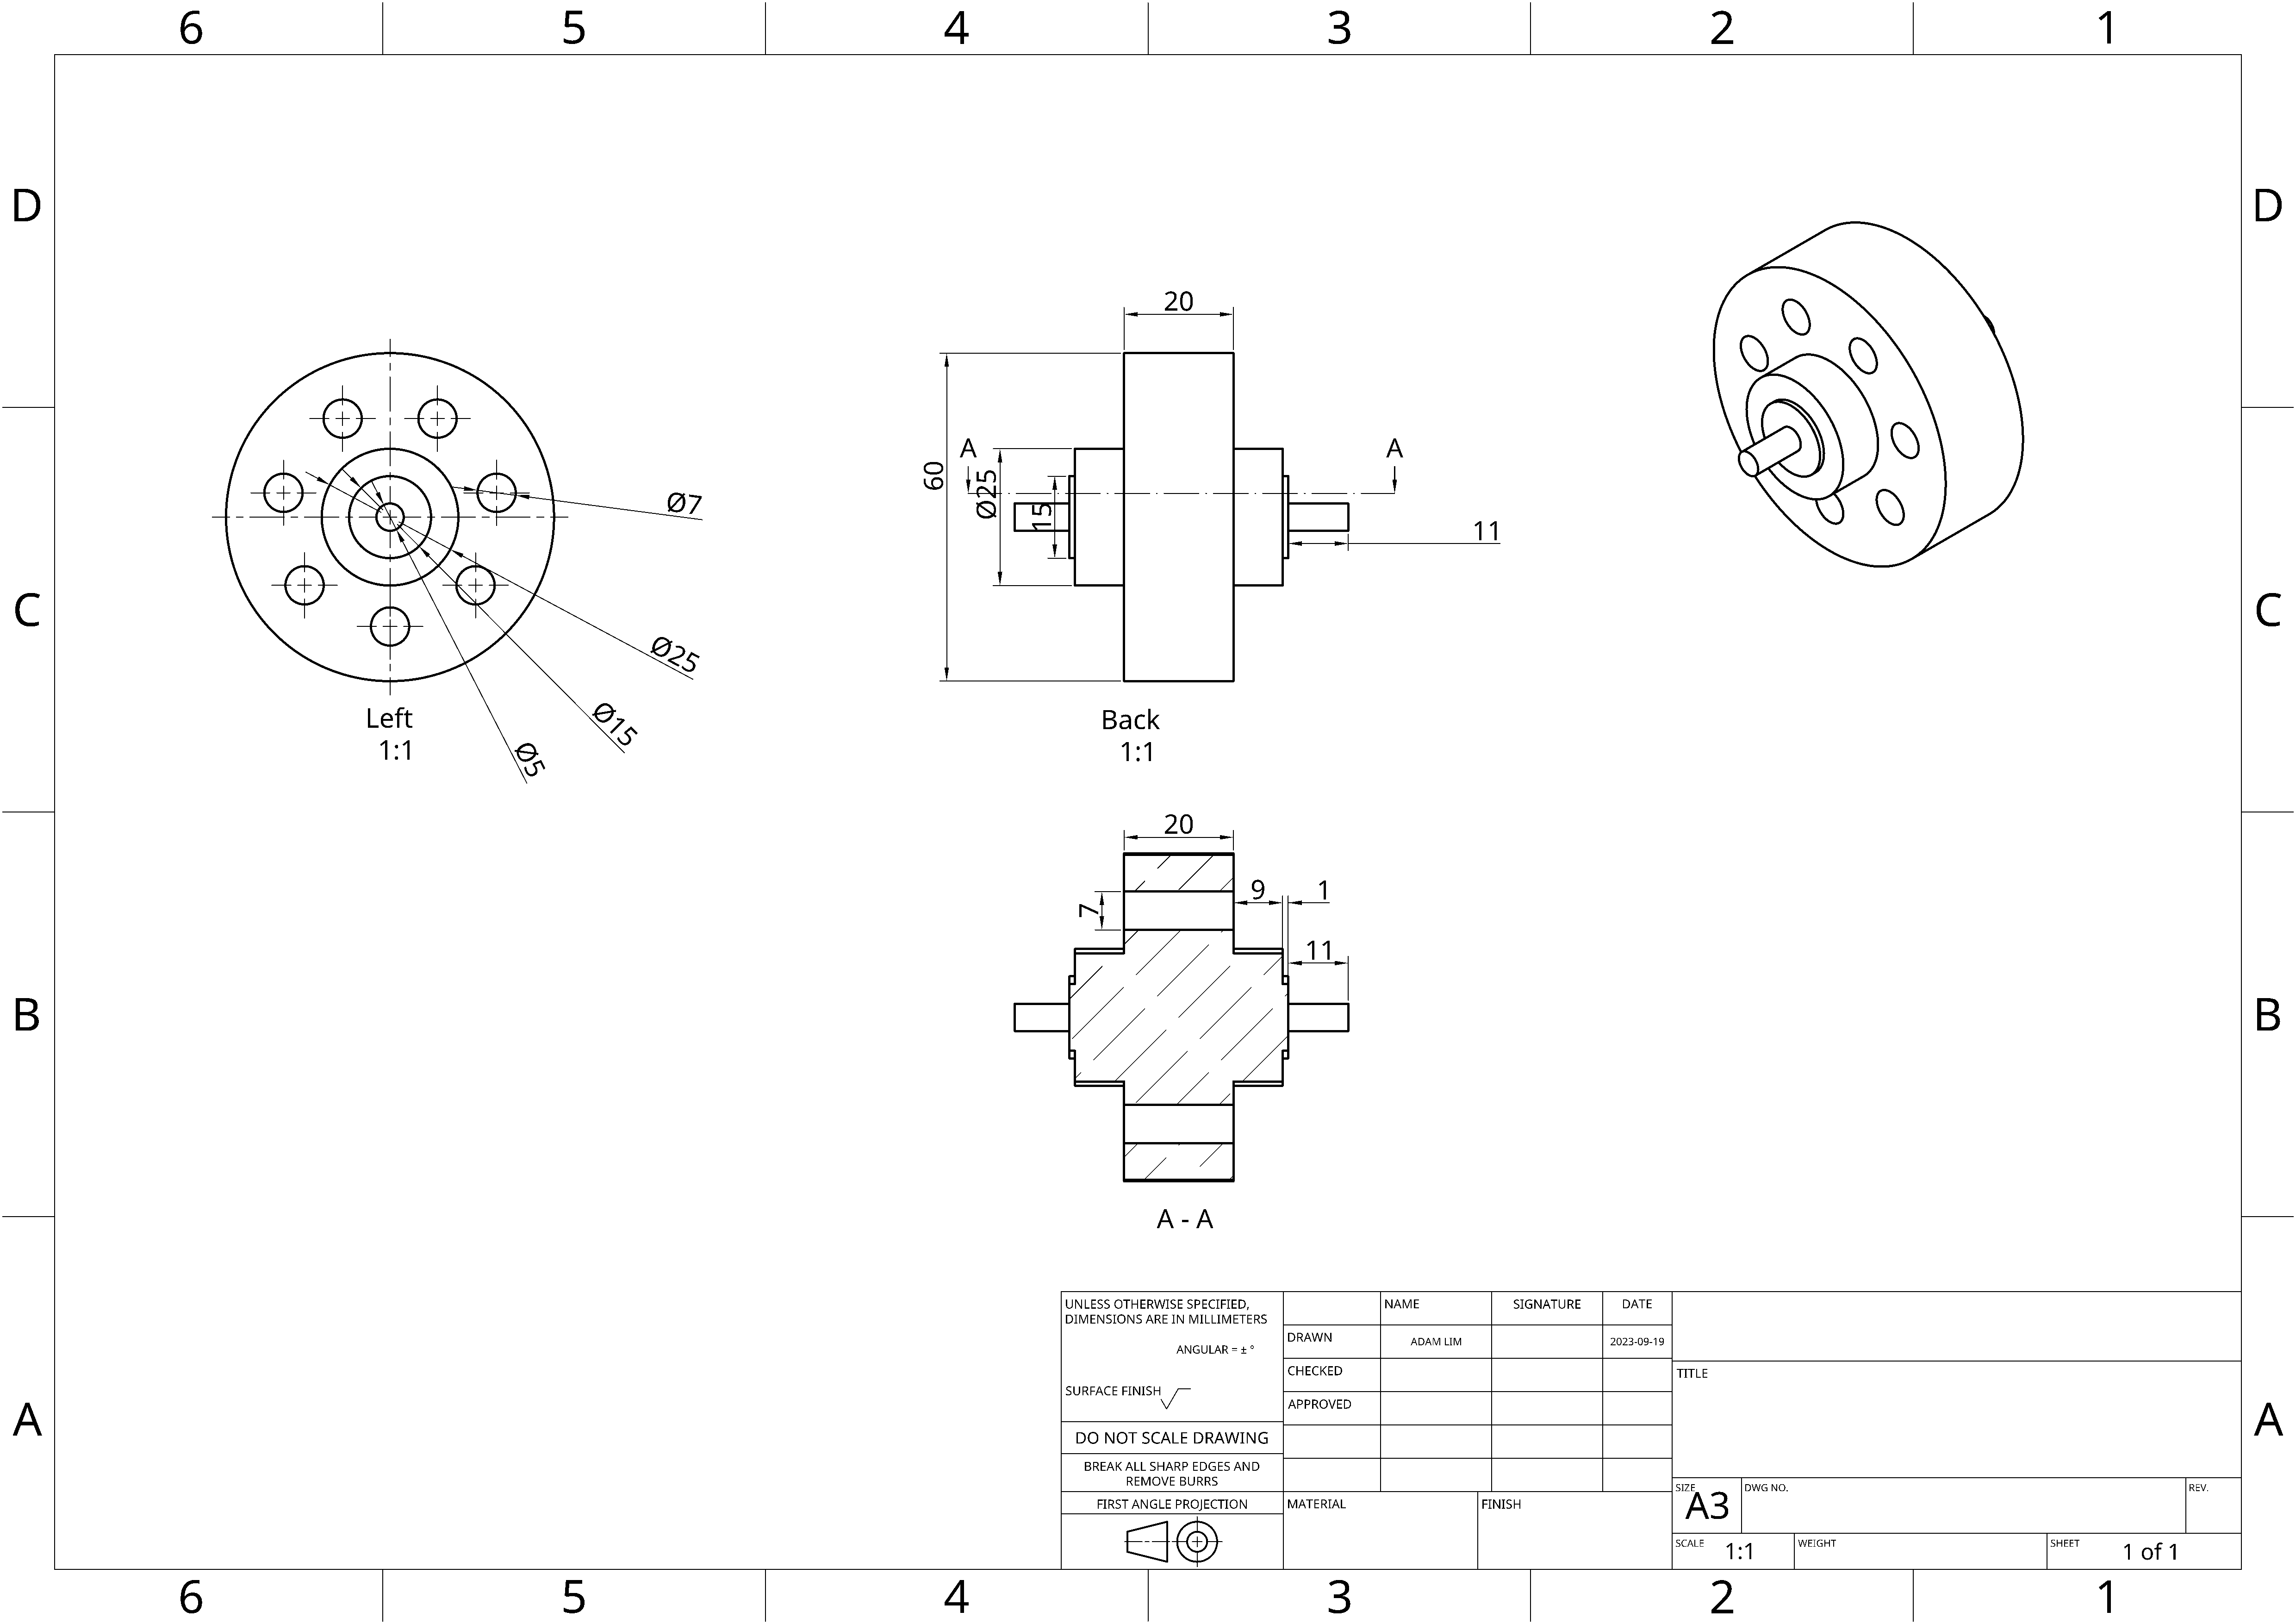 6 5 4 3 2 1
D D
20
A A
60
Ø25
15
11
Ø7
Ø25
Ø15
Ø5
Left
1:1
Back
1:1
C C
20
9 1
7
11
B B
A - A
UNLESS OTHERWISE SPECIFIED,
DIMENSIONS ARE IN MILLIMETERS
ANGULAR = ± °
SURFACE FINISH
DO NOT SCALE DRAWING
BREAK ALL SHARP EDGES AND
REMOVE BURRS
FIRST ANGLE PROJECTION
NAME SIGNATURE DATE
DRAWN ADAM LIM 2023-09-19
CHECKED
APPROVED
MATERIAL FINISH
TITLE
SIZE A3 DWG NO. REV.
SCALE 1:1 WEIGHT SHEET 1 of 1
A A
6 5 4 3 2 1